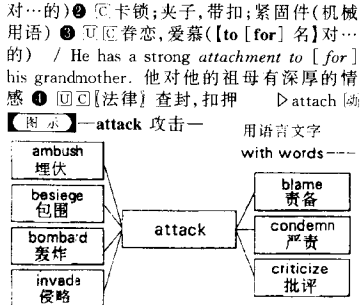 对…的)❷ C 卡锁;夹子,带扣;紧固件(机械
用语) ❸ U C 眷恋,爱慕(【to [for] 名】对…
的) / He has a strong attachment to [for]
his grandmother. 他对他的祖母有深厚的情
感 ❹ U C 〖法律〗查封,扣押 ▷attach 动
图示 —attack 攻击—
用语言文字
with words
ambush
埋伏
besiege
包围
bombard
轰炸
invade
侵略
attack
blame
责备
condemn
严责
criticize
批评